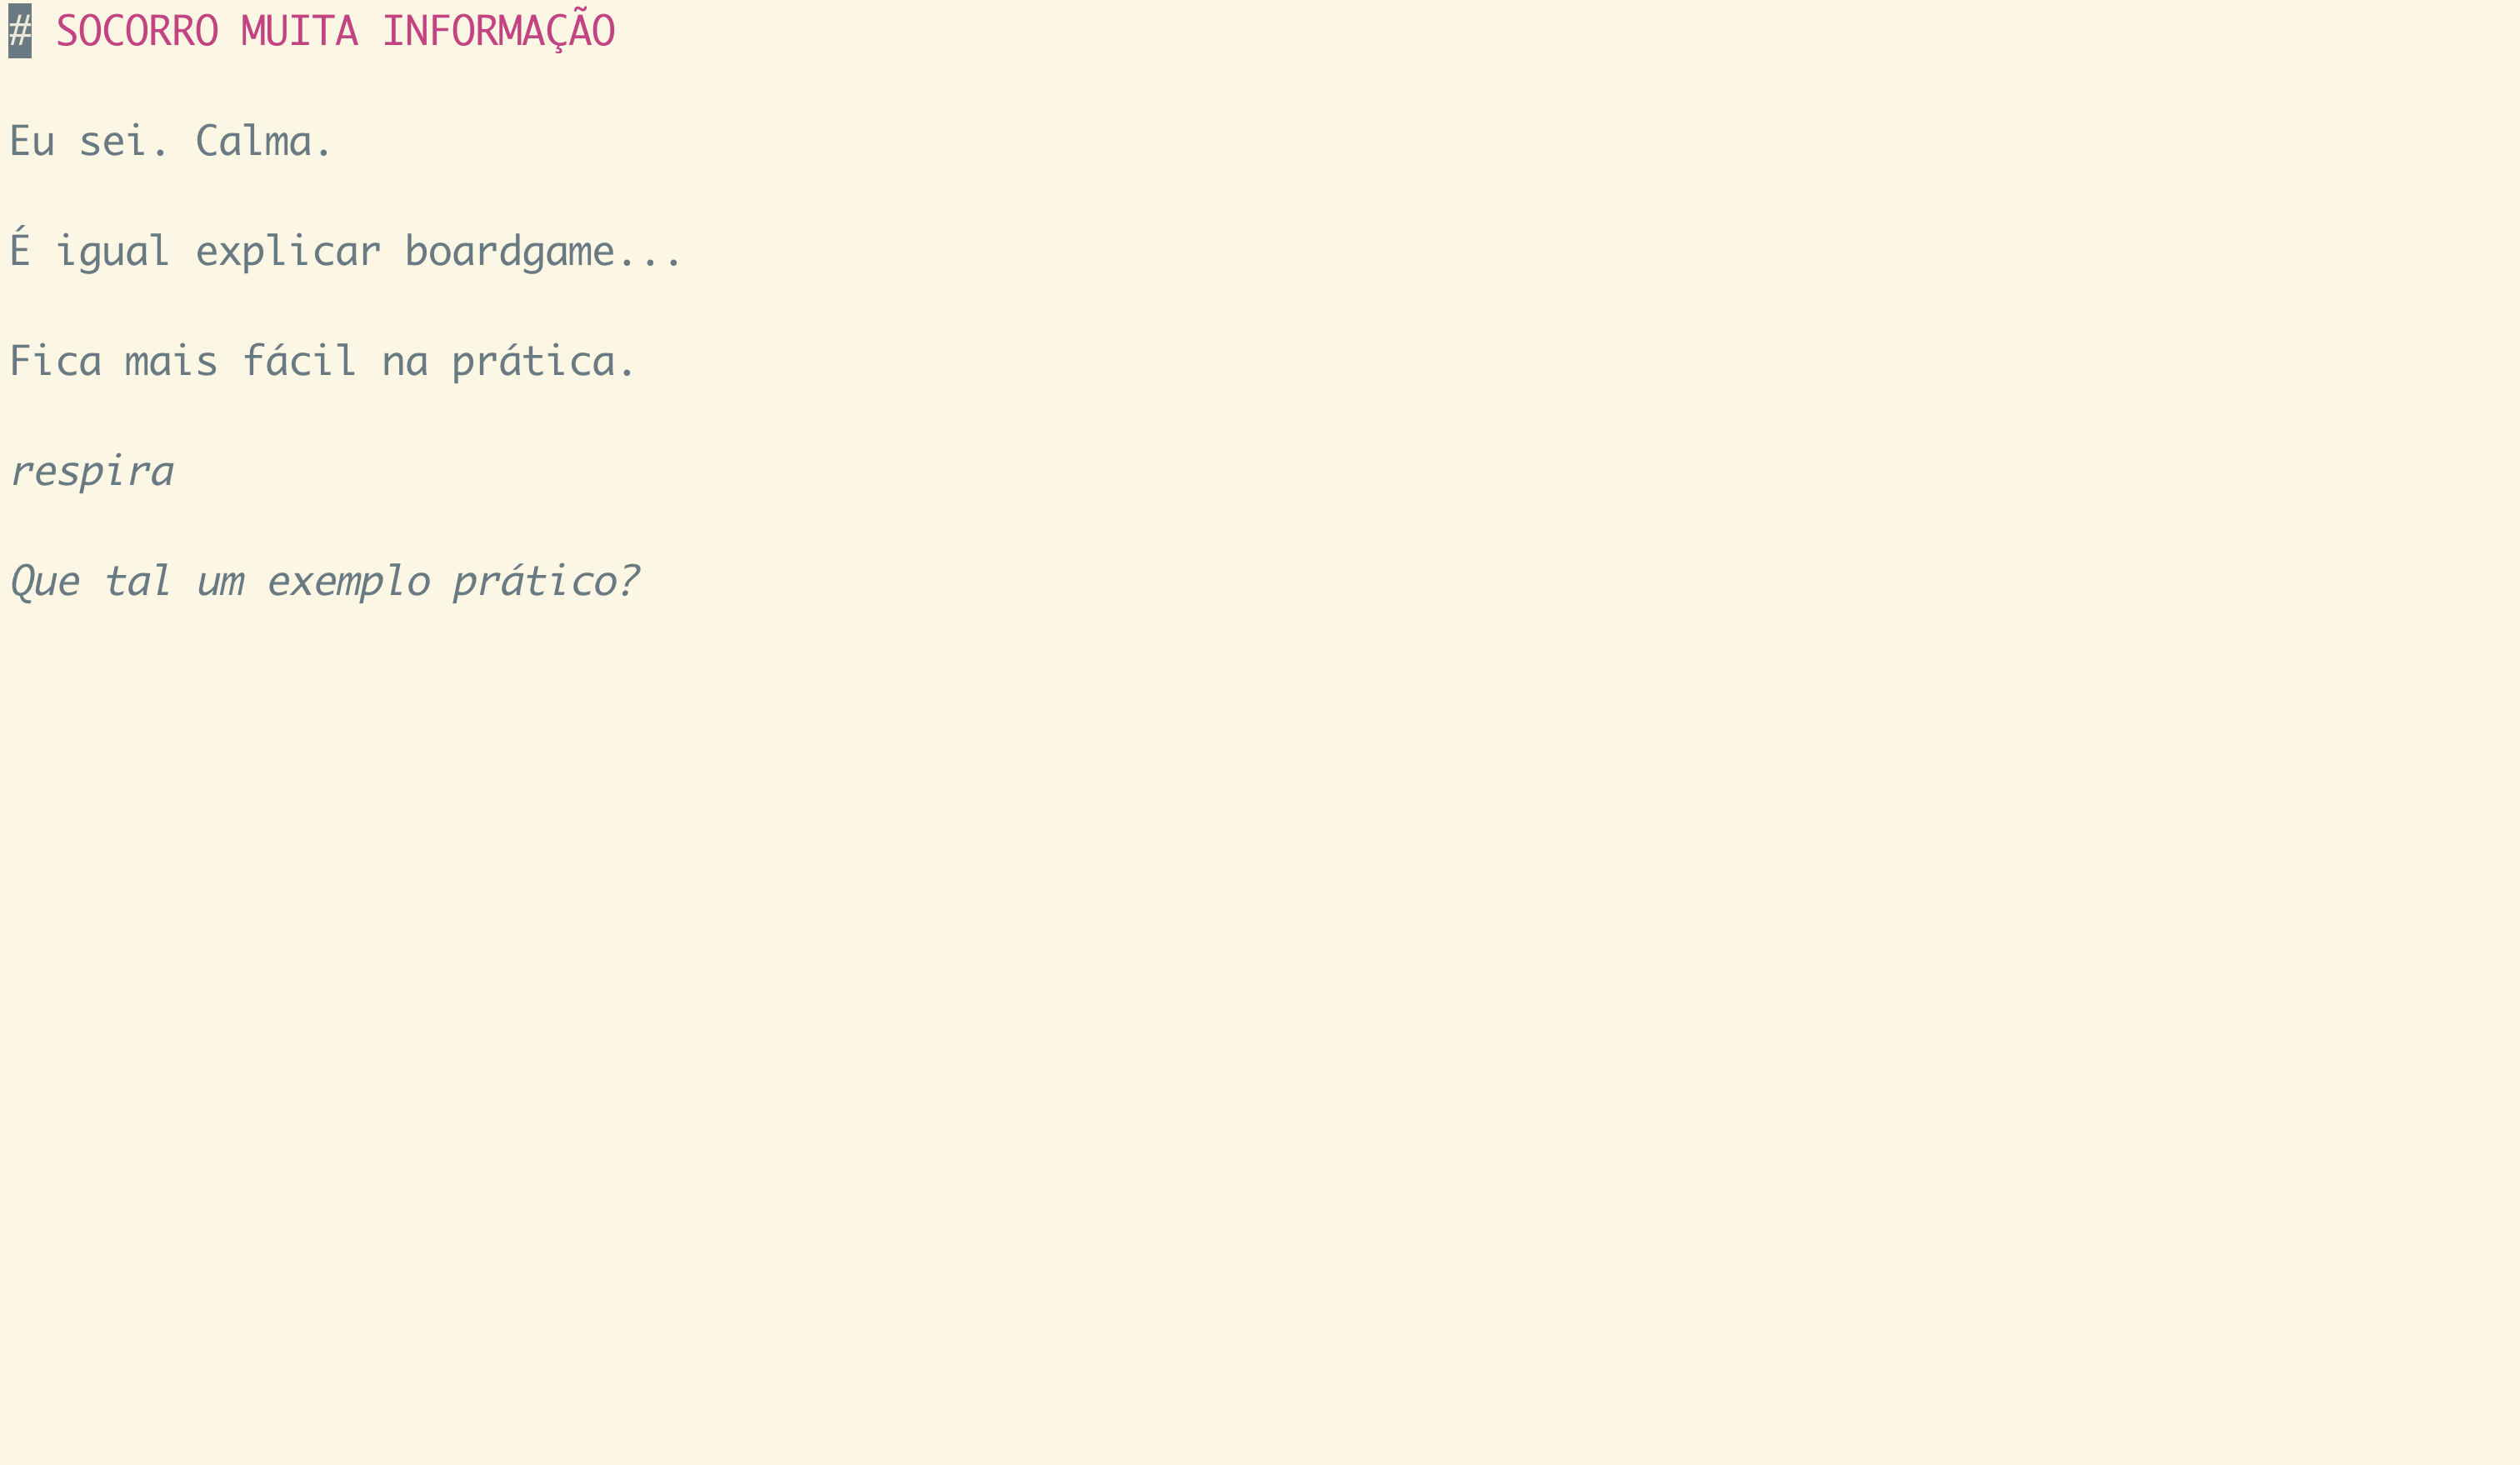 # SOCORRO MUITA INFORMAÇÃO
Eu sei. Calma.
É igual explicar boardgame...
Fica mais fácil na prática.
respira
Que tal um exemplo prático?